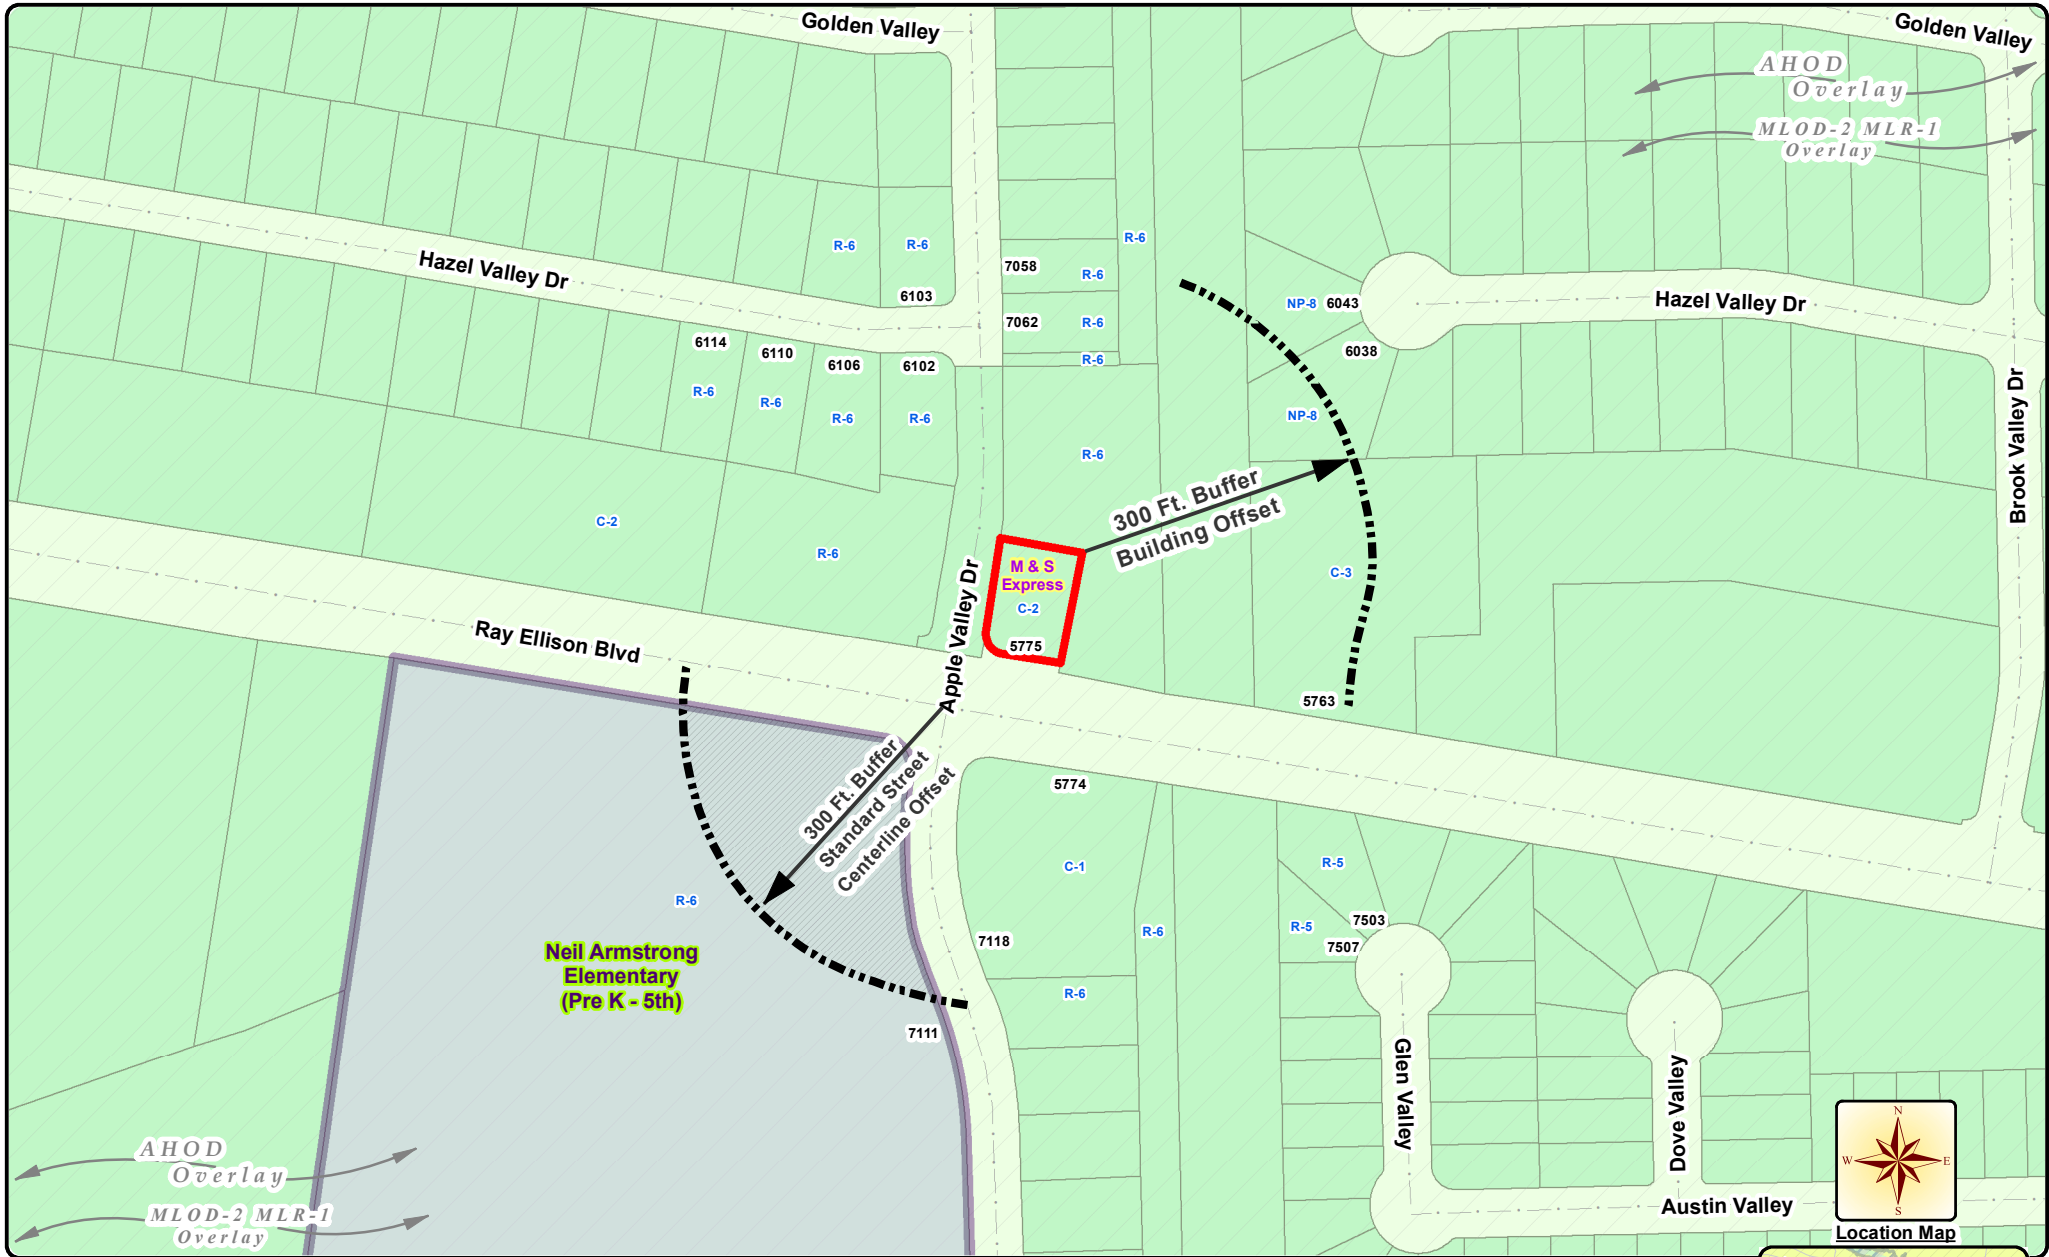 Golden Valley
Golden Valley
AHOD
Overlay
MLOD-2 MLR-1
Overlay
R-6
R-6
R-6
Hazel Valley Dr
7058
R-6
6103
NP-8
6043
Hazel Valley Dr
7062
R-6
6114
6110
6106
6102
R-6
6038
R-6
R-6
R-6
R-6
NP-8
Brook Valley Dr
R-6
300 Ft. Buffer
Building Offset
C-2
R-6
M & S
Express
C-2
5775
C-3
Apple Valley Dr
Ray Ellison Blvd
5763
300 Ft. Buffer
Standard Street
Centerline Offset
5774
C-1
R-5
R-6
R-6
R-5
7503
7507
7118
Neil Armstrong
Elementary
(Pre K - 5th)
R-6
7111
Glen Valley
Dove Valley
AHOD
Overlay
MLOD-2 MLR-1
Overlay
Austin Valley
N
W
E
S
Location Map